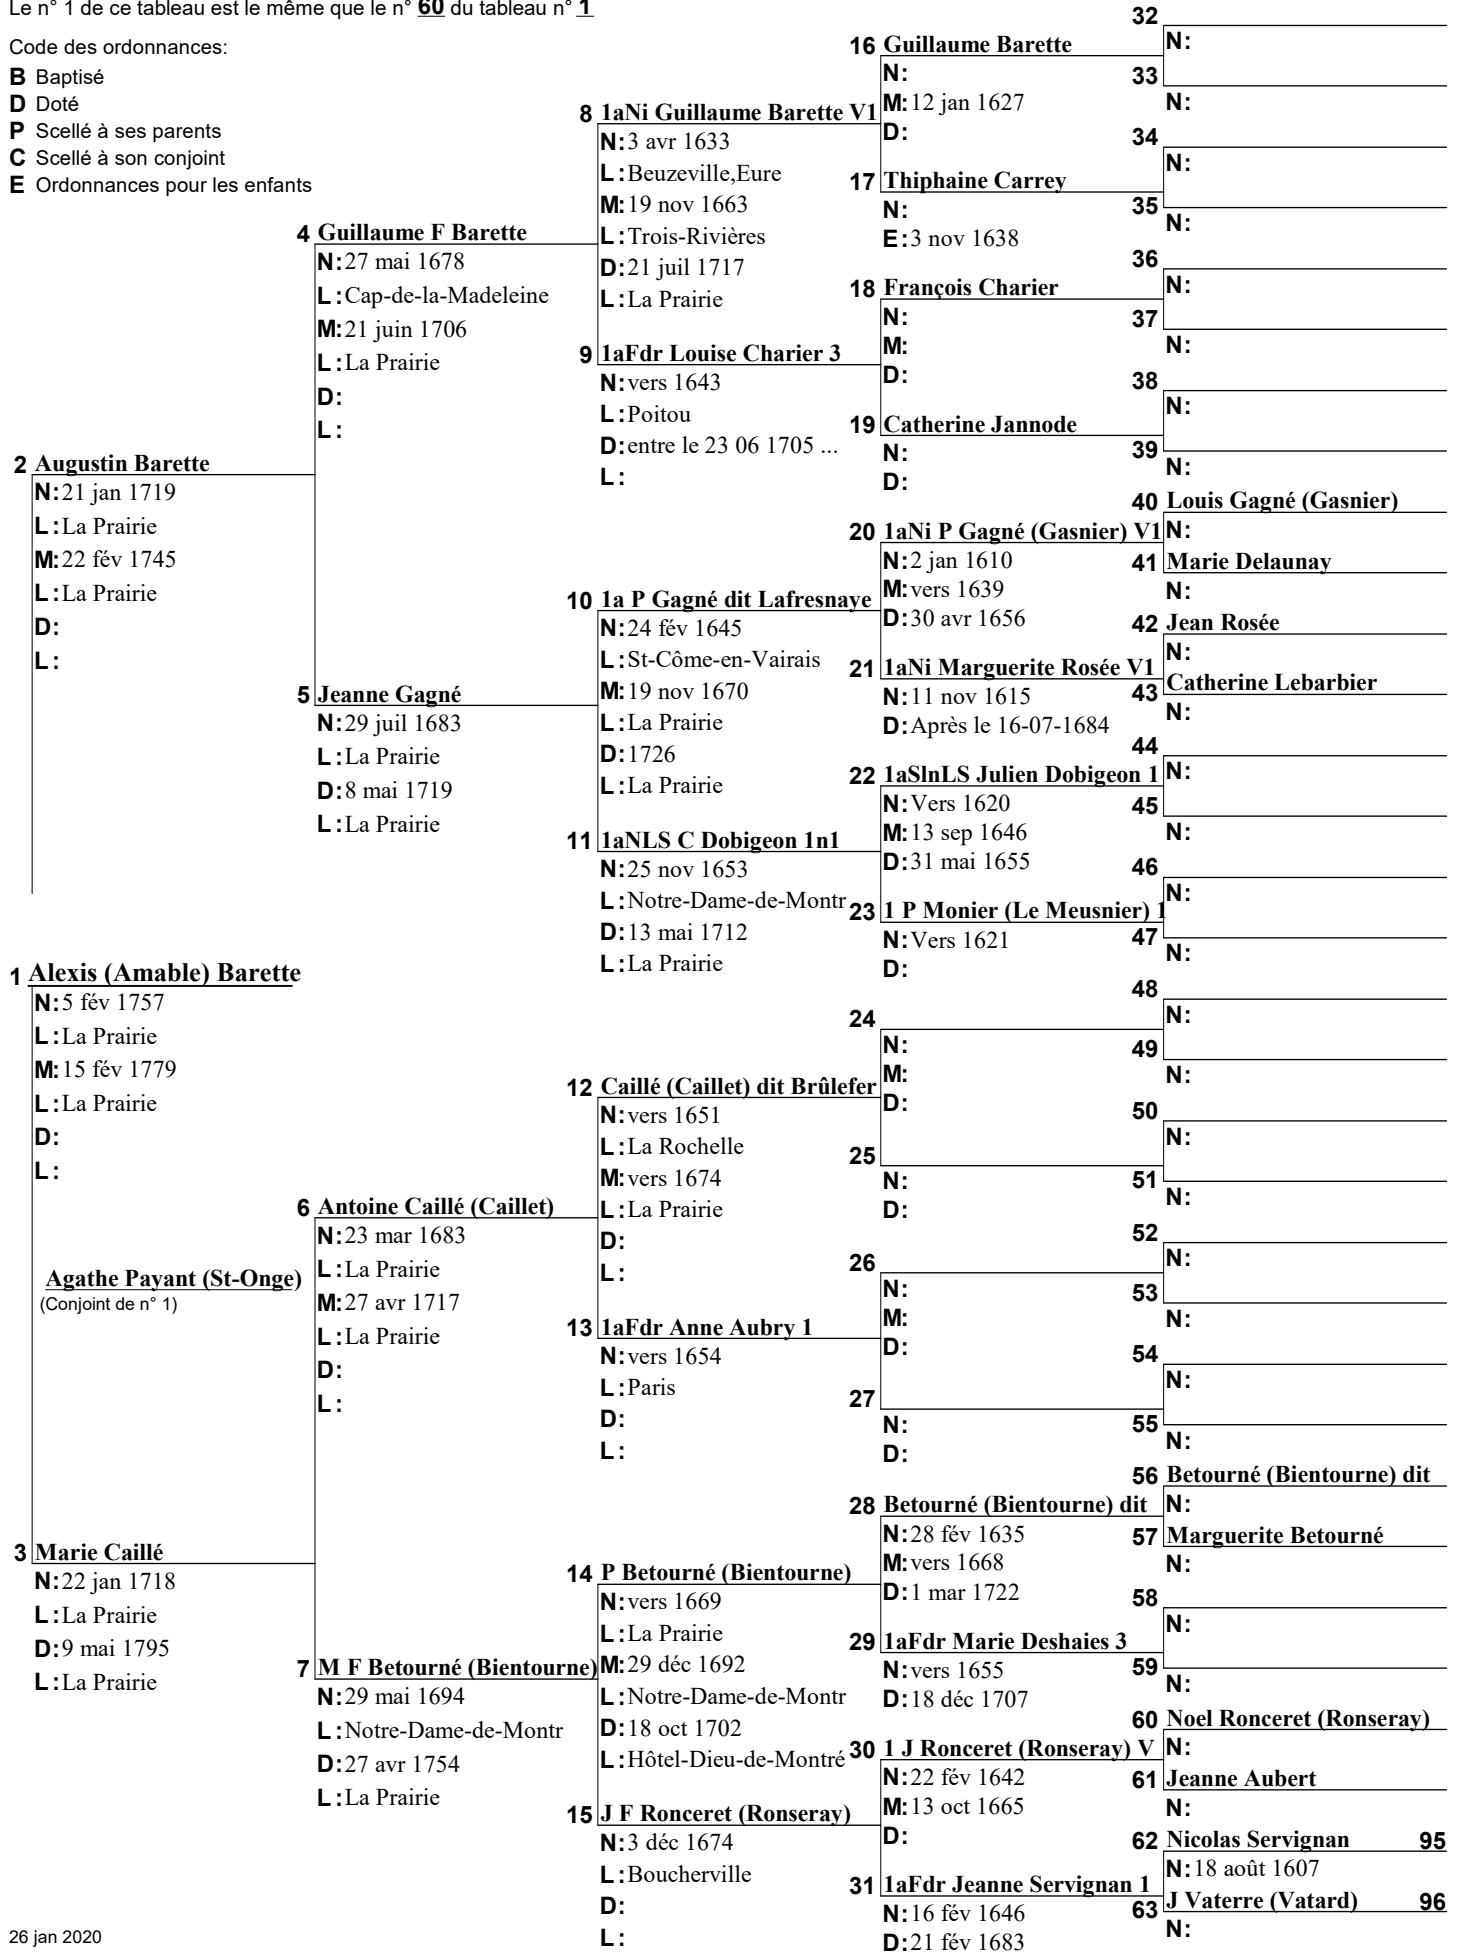 Le n° 1 de ce tableau est le même que le n° 60 du tableau n° 1
Code des ordonnances:
B Baptisé
D Doté
P Scellé à ses parents
C Scellé à son conjoint
E Ordonnances pour les enfants
2 Augustin Barette
N: 21 jan 1719
L: La Prairie
M: 22 fév 1745
L: La Prairie
D:
L:
1 Alexis (Amable) Barette
N: 5 fév 1757
L: La Prairie
M: 15 fév 1779
L: La Prairie
D:
L:
Agathe Payant (St-Onge)
(Conjoint de n° 1)
3 Marie Caillé
N: 22 jan 1718
L: La Prairie
D: 9 mai 1795
L: La Prairie
26 jan 2020
4 Guillaume F Barette
N: 27 mai 1678
L: Cap-de-la-Madeleine
M: 21 juin 1706
L: La Prairie
D:
L:
5 Jeanne Gagné
N: 29 juil 1683
L: La Prairie
D: 8 mai 1719
L: La Prairie
6 Antoine Caillé (Caillet)
N: 23 mar 1683
L: La Prairie
M: 27 avr 1717
L: La Prairie
D:
L:
7 M F Betourné (Bientourne)
N: 29 mai 1694
L: Notre-Dame-de-Montr
D: 27 avr 1754
L: La Prairie
8 1aNi Guillaume Barette V1
N: 3 avr 1633
L: Beuzeville,Eure
M: 19 nov 1663
L: Trois-Rivières
D: 21 juil 1717
L: La Prairie
9 1aFdr Louise Charier 3
N: vers 1643
L: Poitou
D: entre le 23 06 1705 ...
L:
10 1a P Gagné dit Lafresnaye
N: 24 fév 1645
L: St-Côme-en-Vairais
M: 19 nov 1670
L: La Prairie
D: 1726
L: La Prairie
11 1aNLS C Dobigeon 1n1
N: 25 nov 1653
L: Notre-Dame-de-Montr
D: 13 mai 1712
L: La Prairie
12 Caillé (Caillet) dit Brûlefer
N: vers 1651
L: La Rochelle
M: vers 1674
L: La Prairie
D:
L:
13 1aFdr Anne Aubry 1
N: vers 1654
L: Paris
D:
L:
14 P Betourné (Bientourne)
N: vers 1669
L: La Prairie
M: 29 déc 1692
L: Notre-Dame-de-Montr
D: 18 oct 1702
L: Hôtel-Dieu-de-Montré
15 J F Ronceret (Ronseray)
N: 3 déc 1674
L: Boucherville
D:
L:
16 Guillaume Barette
N:
M: 12 jan 1627
D:
17 Thiphaine Carrey
N:
E: 3 nov 1638
18 François Charier
N:
M:
D:
19 Catherine Jannode
N:
D:
20 1aNi P Gagné (Gasnier) V1
N: 2 jan 1610
M: vers 1639
D: 30 avr 1656
21 1aNi Marguerite Rosée V1
N: 11 nov 1615
D: Après le 16-07-1684
22 1aSlnLS Julien Dobigeon 1
N: Vers 1620
M: 13 sep 1646
D: 31 mai 1655
23 1 P Monier (Le Meusnier) 1
N: Vers 1621
D:
24
N:
M:
D:
25
N:
D:
26
N:
M:
D:
27
N:
D:
28 Betourné (Bientourne) dit
N: 28 fév 1635
M: vers 1668
D: 1 mar 1722
29 1aFdr Marie Deshaies 3
N: vers 1655
D: 18 déc 1707
30 1 J Ronceret (Ronseray) V
N: 22 fév 1642
M: 13 oct 1665
D:
31 1aFdr Jeanne Servignan 1
N: 16 fév 1646
D: 21 fév 1683
32
N:
33
N:
34
N:
35
N:
36
N:
37
N:
38
N:
39
N:
40 Louis Gagné (Gasnier)
N:
41 Marie Delaunay
N:
42 Jean Rosée
N:
43 Catherine Lebarbier
N:
44
N:
45
N:
46
N:
47
N:
48
N:
49
N:
50
N:
51
N:
52
N:
53
N:
54
N:
55
N:
56 Betourné (Bientourne) dit
N:
57 Marguerite Betourné
N:
58
N:
59
N:
60 Noel Ronceret (Ronseray)
N:
61 Jeanne Aubert
N:
62 Nicolas Servignan 95
N: 18 août 1607
63 J Vaterre (Vatard) 96
N: